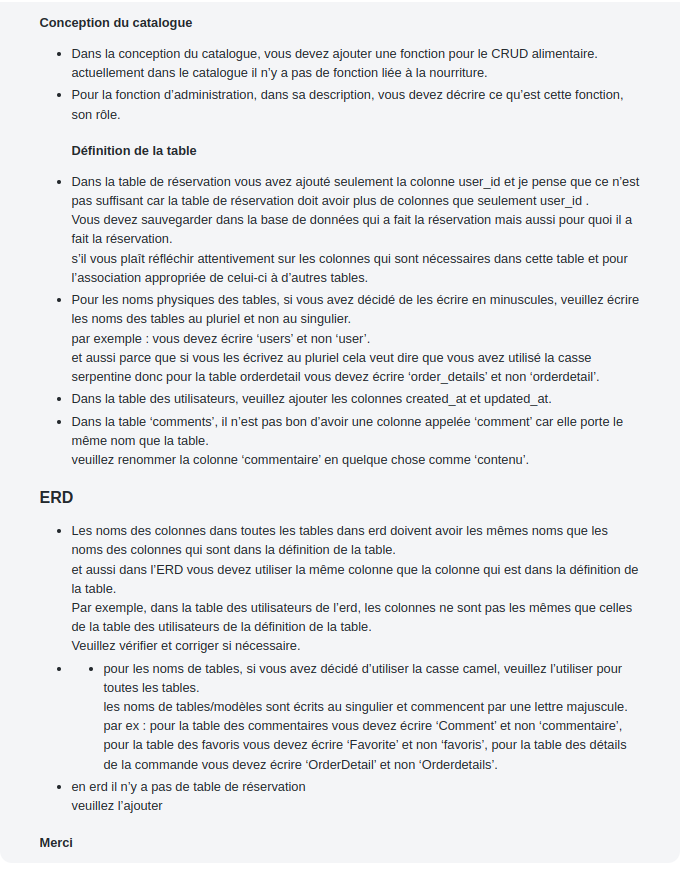 Conception du catalogue
Dans la conception du catalogue, vous devez ajouter une fonction pour le CRUD alimentaire.
actuellement dans le catalogue il n’y a pas de fonction liée à la nourriture.
Pour la fonction d’administration, dans sa description, vous devez décrire ce qu’est cette fonction,
son rôle.
Définition de la table
Dans la table de réservation vous avez ajouté seulement la colonne user_id et je pense que ce n’est
pas suffisant car la table de réservation doit avoir plus de colonnes que seulement user_id .
Vous devez sauvegarder dans la base de données qui a fait la réservation mais aussi pour quoi il a
fait la réservation.
s’il vous plaît réfléchir attentivement sur les colonnes qui sont nécessaires dans cette table et pour
l’association appropriée de celui-ci à d’autres tables.
Pour les noms physiques des tables, si vous avez décidé de les écrire en minuscules, veuillez écrire
les noms des tables au pluriel et non au singulier.
par exemple : vous devez écrire ‘users’ et non ‘user’.
et aussi parce que si vous les écrivez au pluriel cela veut dire que vous avez utilisé la casse
serpentine donc pour la table orderdetail vous devez écrire ‘order_details’ et non ‘orderdetail’.
Dans la table des utilisateurs, veuillez ajouter les colonnes created_at et updated_at.
Dans la table ‘comments’, il n’est pas bon d’avoir une colonne appelée ‘comment’ car elle porte le
même nom que la table.
veuillez renommer la colonne ‘commentaire’ en quelque chose comme ‘contenu’.
ERD
Les noms des colonnes dans toutes les tables dans erd doivent avoir les mêmes noms que les
noms des colonnes qui sont dans la définition de la table.
et aussi dans l’ERD vous devez utiliser la même colonne que la colonne qui est dans la définition de
la table.
Par exemple, dans la table des utilisateurs de l’erd, les colonnes ne sont pas les mêmes que celles
de la table des utilisateurs de la définition de la table.
Veuillez vérifier et corriger si nécessaire.
pour les noms de tables, si vous avez décidé d’utiliser la casse camel, veuillez l’utiliser pour
toutes les tables.
les noms de tables/modèles sont écrits au singulier et commencent par une lettre majuscule.
par ex : pour la table des commentaires vous devez écrire ‘Comment’ et non ‘commentaire’,
pour la table des favoris vous devez écrire ‘Favorite’ et non ‘favoris’, pour la table des détails
de la commande vous devez écrire ‘OrderDetail’ et non ‘Orderdetails’.
en erd il n’y a pas de table de réservation
veuillez l’ajouter
Merci